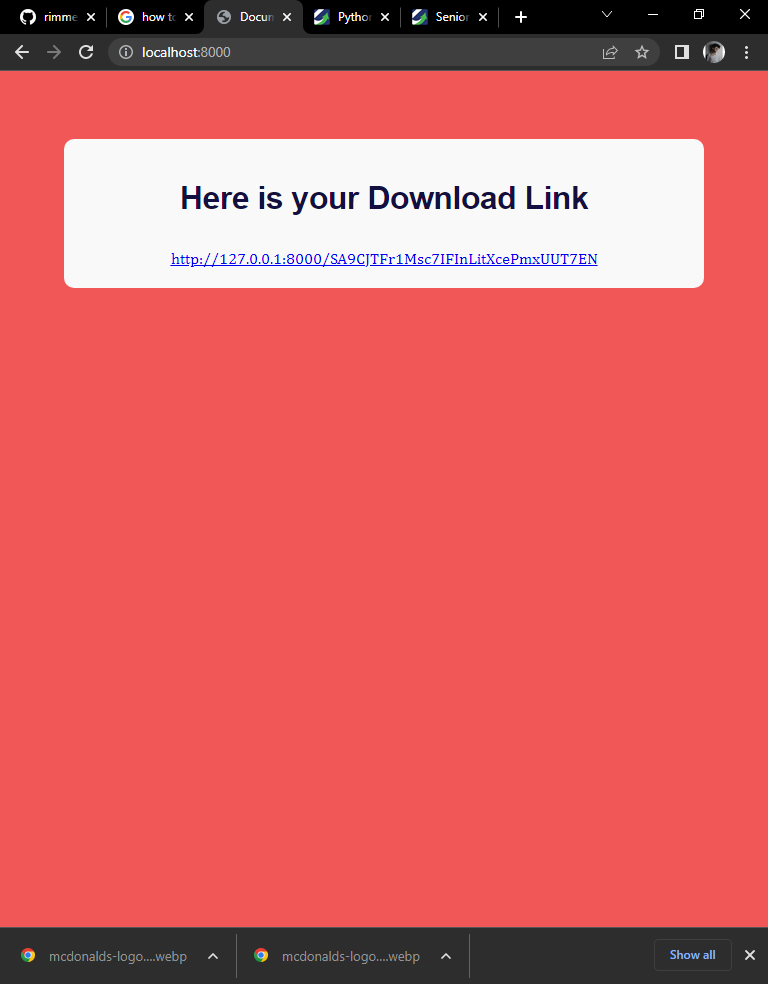 rimme
how to
Docum
Python
Senior
localhost:8000
Here is your Download Link
http://127.0.0.1:8000/SA9CJTFr1Msc7IFInLitXcePmxUUT7EN
mcdonalds-logo....webp
mcdonalds-logo....webp
Show all